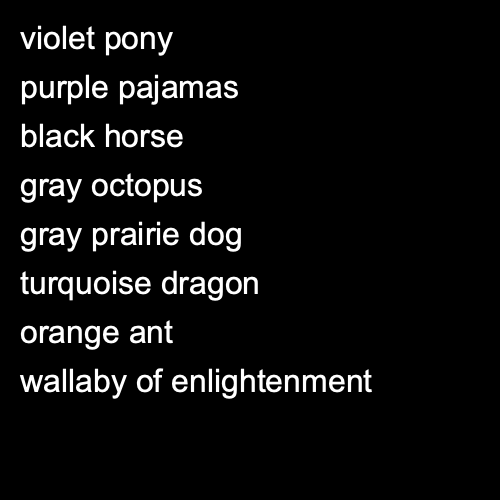 violet pony
purple pajamas
black horse
gray octopus
gray prairie dog
turquoise dragon
orange ant
wallaby of enlightenment